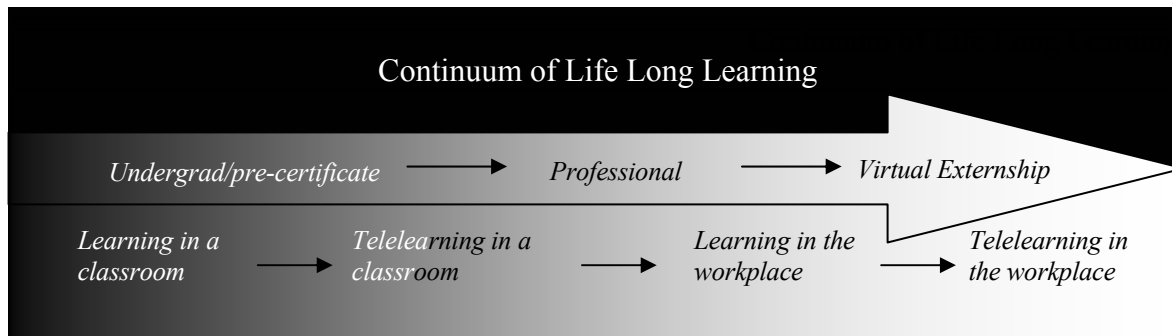 Continuum of Life Long Learning
Undergrad/pre-certificate
Professional
Virtual Externship
Learning in a
classroom
Telelearning in a
classroom
Learning in the
workplace
Telelearning in
the workplace